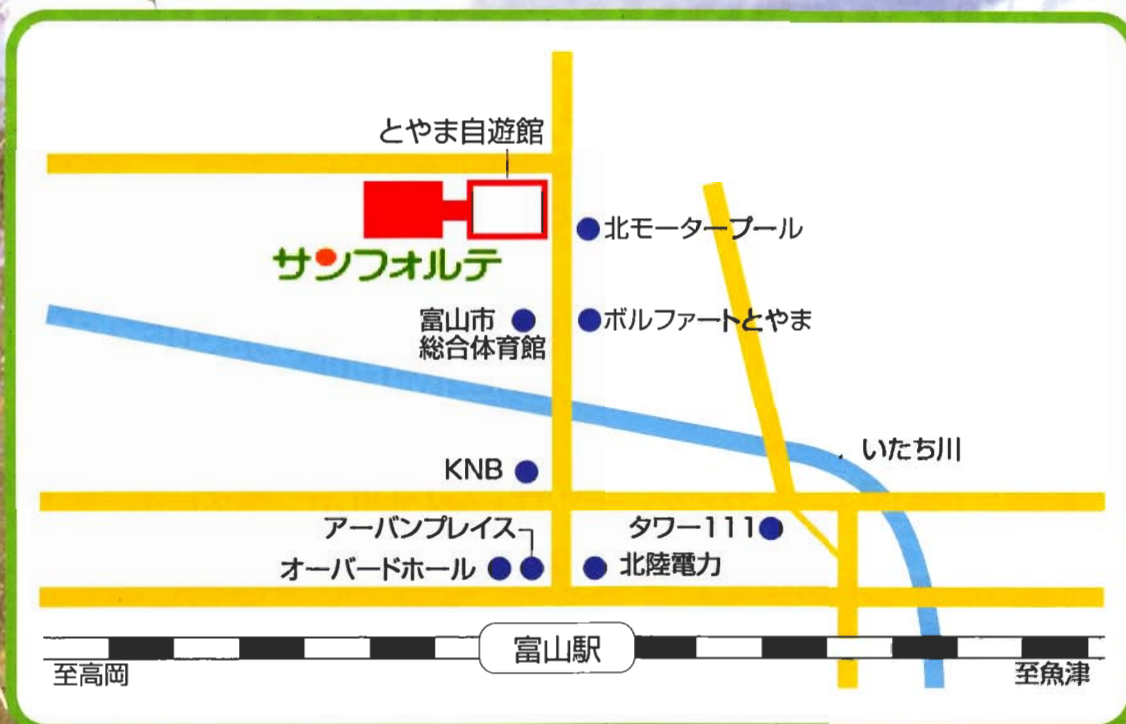 とやま自遊館
サンフォルテ
北モータープール
富山市
総合体育館
ボルファートとやま
いたち川
KNB
アーバンプレイス
タワー111
オーバードホール
北陸電力
富山駅
至高岡
至魚津